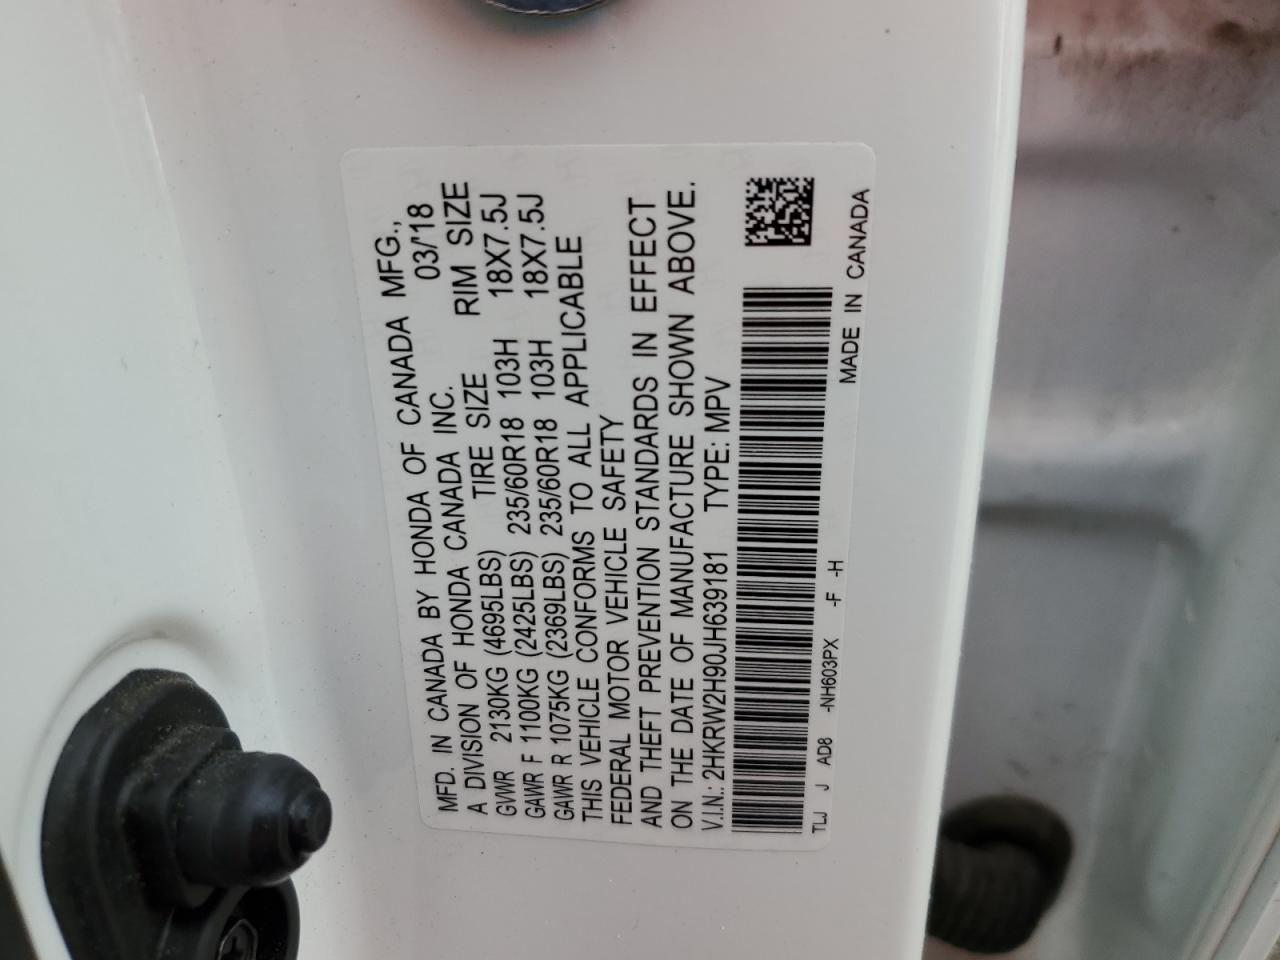 MFD. IN CANADA BY HONDA OF CANADA MFG.,
A DIVISION OF HONDA CANADA INC. 03/'18
TIRE SIZE RIM SIZE
GVWR 2130KG (4695LBS)
GAWR F 1100KG (2425LBS) 235/60R18 103H 18X7.5J
GAWR R 1075KG (2369LBS) 235/60R18 103H 18X7.5J
THIS VEHICLE CONFORMS TO ALL APPLICABLE
FEDERAL MOTOR VEHICLE SAFETY
AND THEFT PREVENTION STANDARDS IN EFFECT
ON THE DATE OF MANUFACTURE SHOWN ABOVE.
V.I.N.: 2HKRW2H90JH639181 TYPE: MPV
TLJ J AD8 -NH603PX -F -H MADE IN CANADA